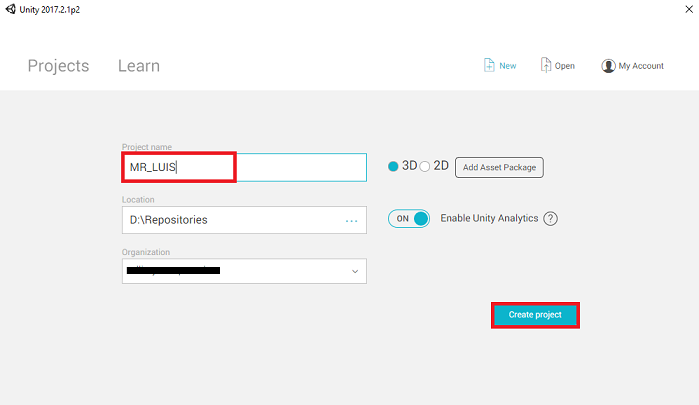 Unity 2017.2.1p2
Projects Learn New Open My Account
Project name
MR_LUIS 3D 2D Add Asset Package
Location
D:\Repositories ... ON Enable Unity Analytics ?
Organization
Create project